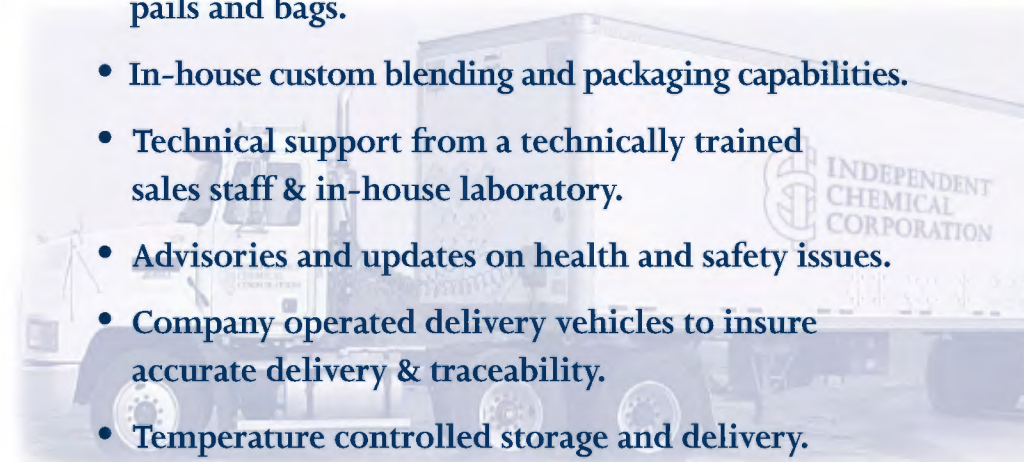 pails and bags.
• In-house custom blending and packaging capabilities.
• Technical support from a technically trained
sales staff & in-house laboratory.
INDEPENDENT
CHEMICAL
CORPORATION
• Advisories and updates on health and safety issues.
• Company operated delivery vehicles to insure
accurate delivery & traceability.
• Temperature controlled storage and delivery.